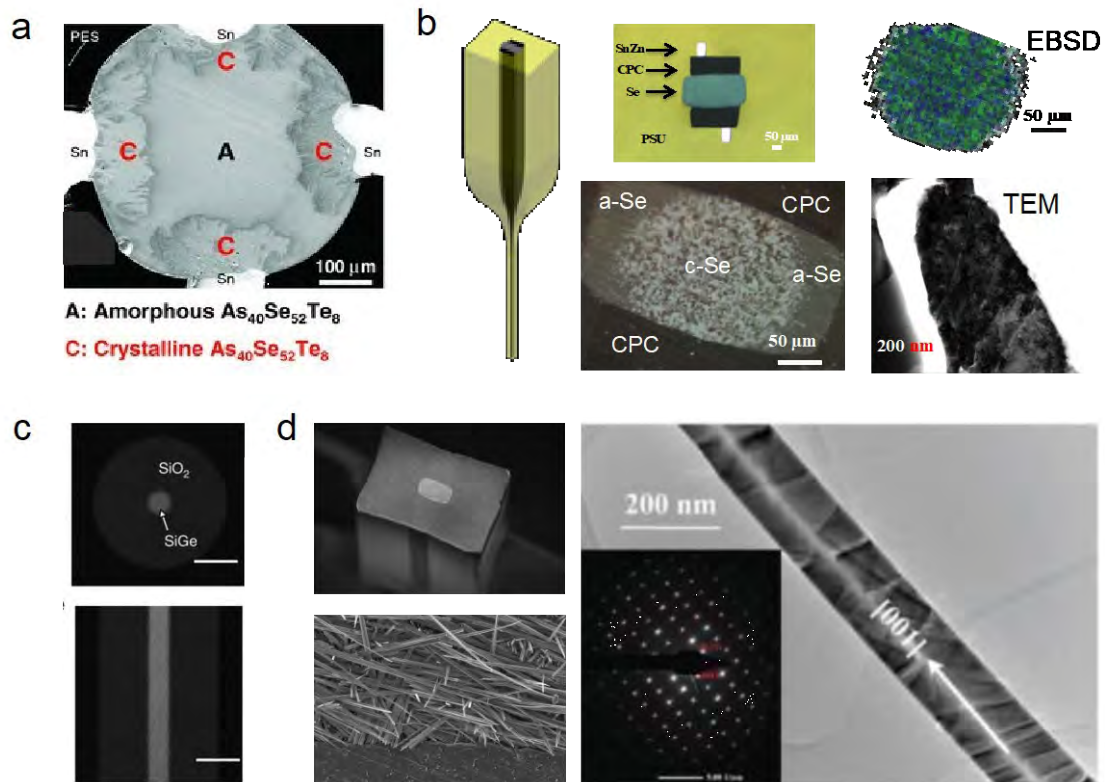 a
PES
Sn
C
Sn
C
A
C
Sn
C
Sn
100 μm
A: Amorphous As₄₀Se₅₂Te₈
C: Crystalline As₄₀Se₅₂Te₈
b
SnZn
CPC
Se
PSU
50 μm
EBSD
50 μm
a-Se
CPC
c-Se
a-Se
CPC
50 μm
TEM
200 nm
c
SiO₂
SiGe
d
200 nm
[001]